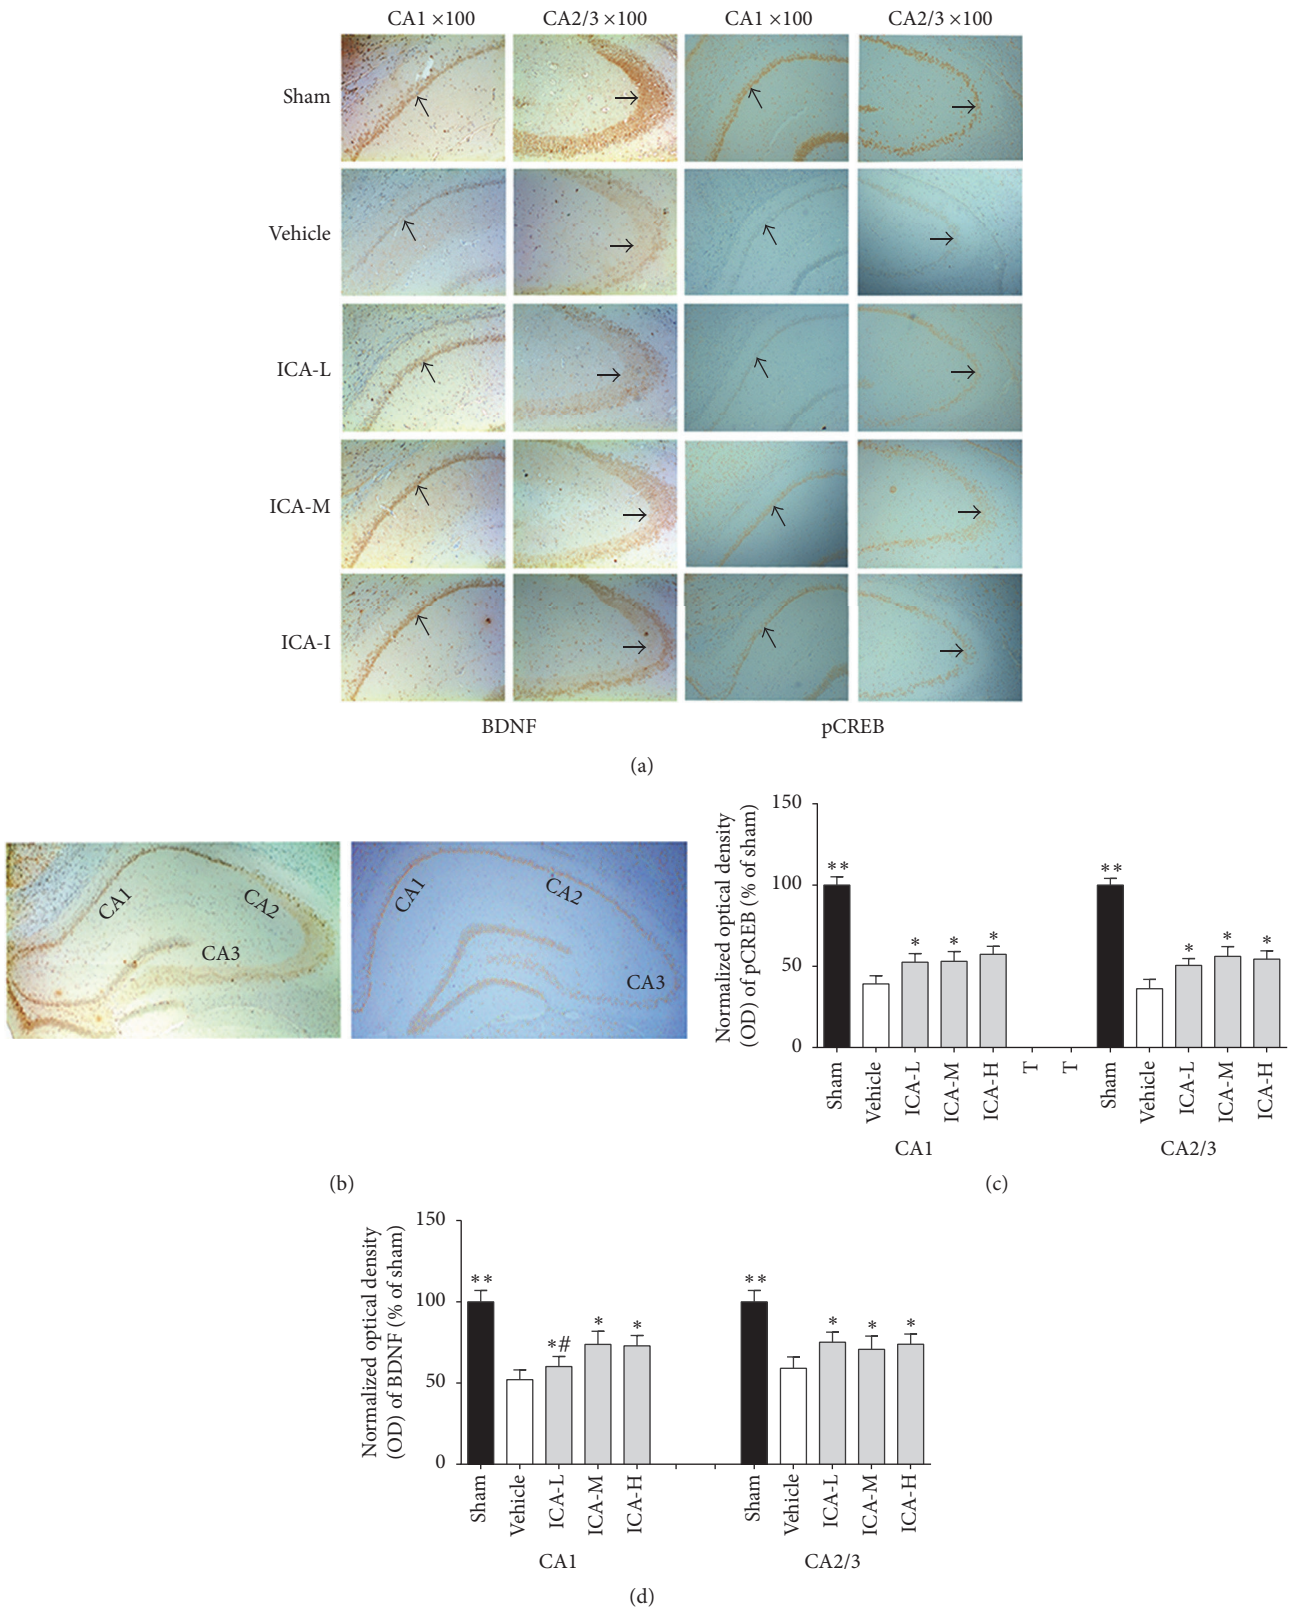 CA1 ×100
CA2/3 ×100
CA1 ×100
CA2/3 ×100
Sham
Vehicle
ICA-L
ICA-M
ICA-I
BDNF
pCREB
(a)
CA1
CA2
CA3
CA1
CA2
CA3
(b)
Normalized optical density
(OD) of pCREB (% of sham)
150
100
50
0
**
*
*
*
**
*
*
*
Sham
Vehicle
ICA-L
ICA-M
ICA-H
T
T
Sham
Vehicle
ICA-L
ICA-M
ICA-H
CA1
CA2/3
(c)
Normalized optical density
(OD) of BDNF (% of sham)
150
100
50
0
**
*#
*
*
**
*
*
*
Sham
Vehicle
ICA-L
ICA-M
ICA-H
Sham
Vehicle
ICA-L
ICA-M
ICA-H
CA1
CA2/3
(d)